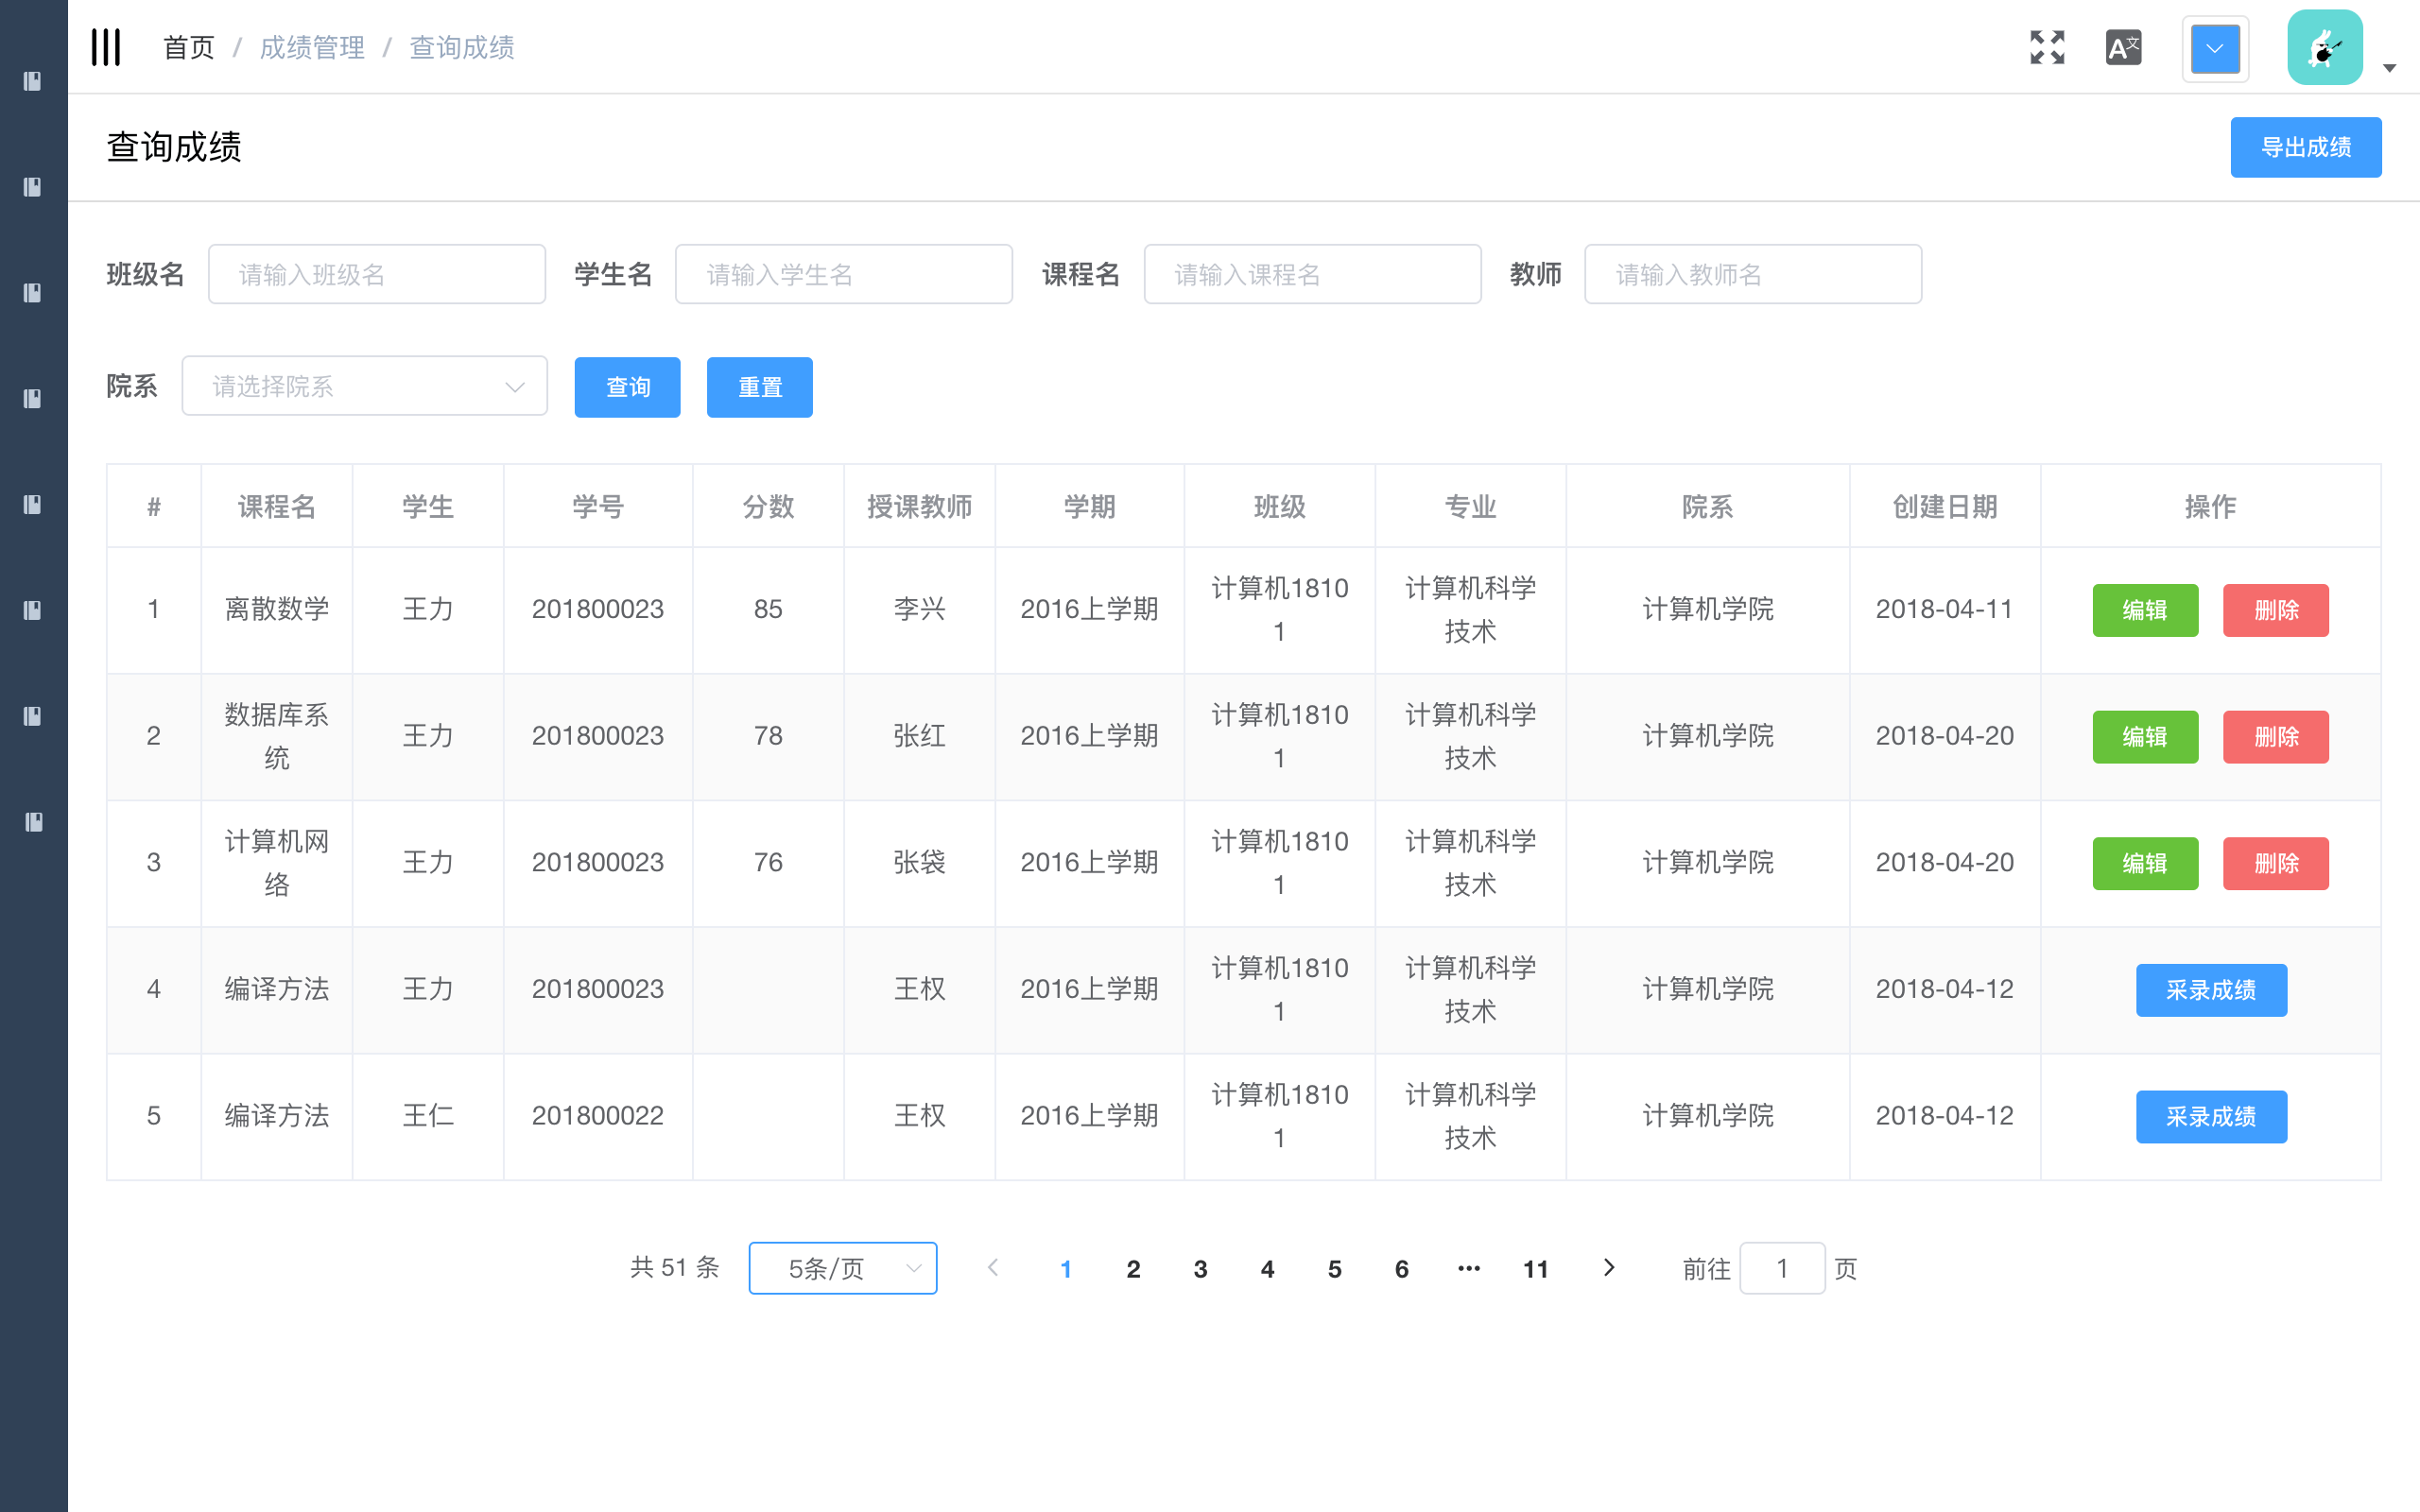 首页 / 成绩管理 / 查询成绩
A文
查询成绩
导出成绩
班级名 请输入班级名 学生名 请输入学生名 课程名 请输入课程名 教师 请输入教师名
院系 请选择院系 查询 重置
# 课程名 学生 学号 分数 授课教师 学期 班级 专业 院系 创建日期 操作
1 离散数学 王力 201800023 85 李兴 2016上学期 计算机1810 计算机科学 计算机学院 2018-04-11 编辑 删除
1 技术
2 数据库系 王力 201800023 78 张红 2016上学期 计算机1810 计算机科学 计算机学院 2018-04-20 编辑 删除
统 1 技术
3 计算机网 王力 201800023 76 张袋 2016上学期 计算机1810 计算机科学 计算机学院 2018-04-20 编辑 删除
络 1 技术
4 编译方法 王力 201800023 王权 2016上学期 计算机1810 计算机科学 计算机学院 2018-04-12 采录成绩
1 技术
5 编译方法 王仁 201800022 王权 2016上学期 计算机1810 计算机科学 计算机学院 2018-04-12 采录成绩
1 技术
共 51 条 5条/页 1 2 3 4 5 6 ••• 11 前往 1 页